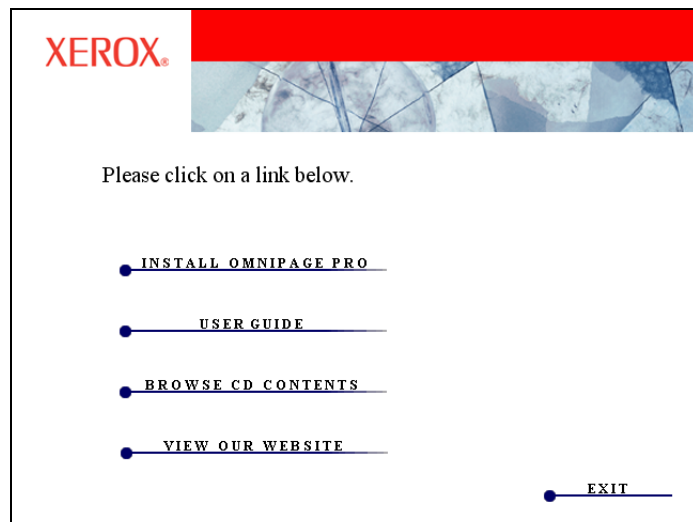 XEROX®
Please click on a link below.
INSTALL OMNIPAGE PRO
USER GUIDE
BROWSE CD CONTENTS
VIEW OUR WEBSITE
EXIT